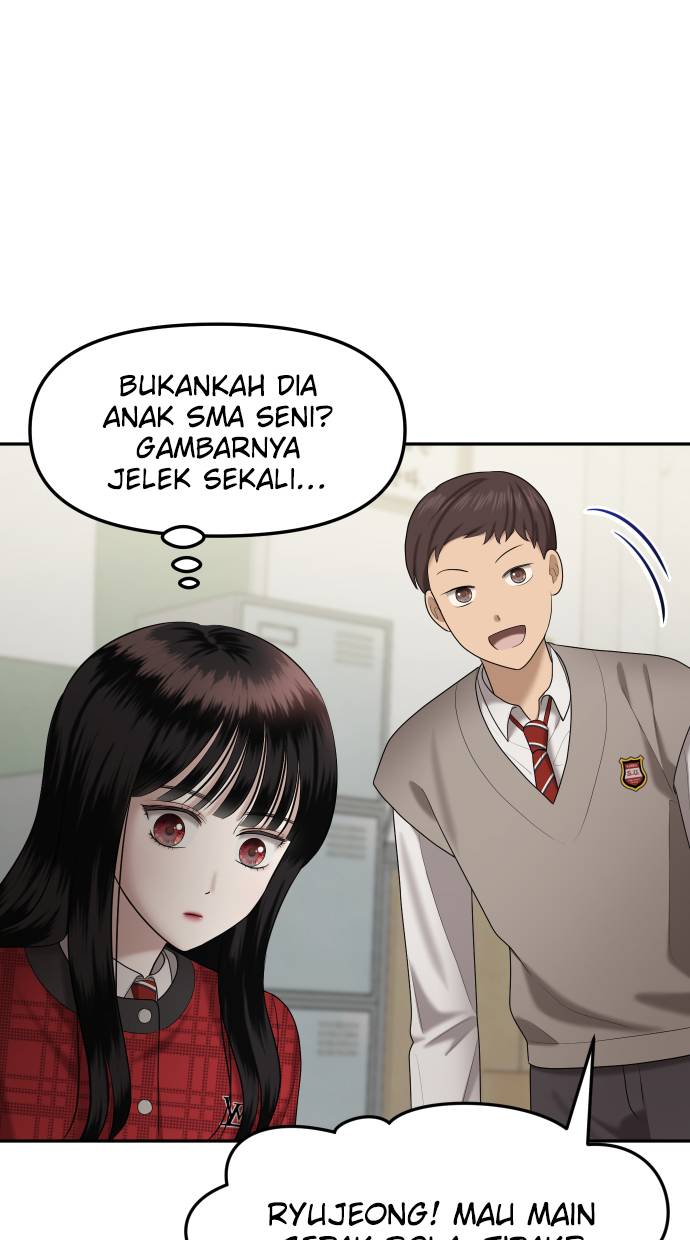 BUKANKAH DIA
ANAK SMA SENI?
GAMBARNYA
JELEK SEKALI...
RYUJEONG! MAU MAIN